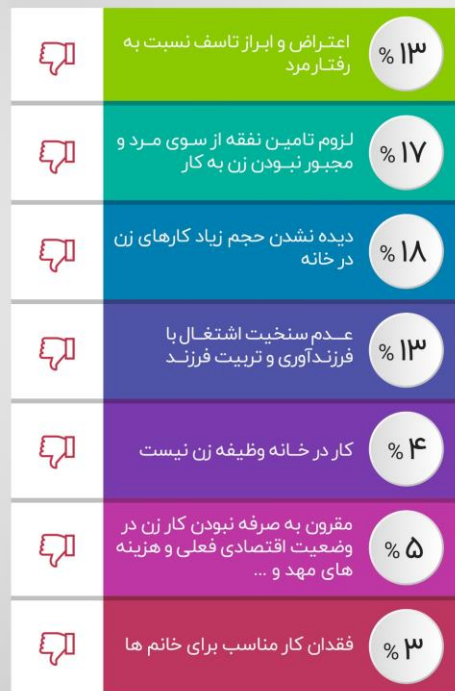 % ۱۳
اعتراض و ابراز تاسف نسبت به
رفتار مرد
% ۱۷
لزوم تامین نفقه از سوی مرد و
مجبور نبودن زن به کار
% ۱۸
دیده نشدن حجم زیاد کارهای زن
در خانه
% ۱۳
عدم سنخیت اشتغال با
فرزندآوری و تربیت فرزند
% ۴
کار در خانه وظیفه زن نیست
% ۵
مقرون به صرفه نبودن کار زن در
وضعیت اقتصادی فعلی و هزینه
های مهد و ...
% ۳
فقدان کار مناسب برای خانم ها